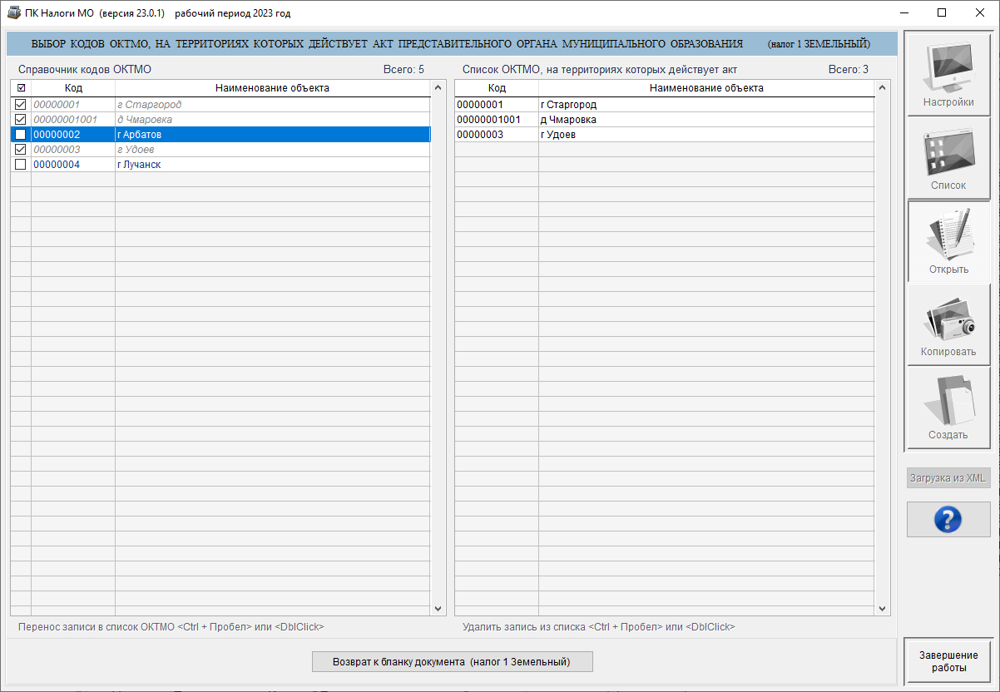 ПК Налоги МО (версия 23.0.1) рабочий период 2023 год
ВЫБОР КОДОВ ОКТМО, НА ТЕРРИТОРИЯХ КОТОРЫХ ДЕЙСТВУЕТ АКТ ПРЕДСТАВИТЕЛЬНОГО ОРГАНА МУНИЦИПАЛЬНОГО ОБРАЗОВАНИЯ (налог 1 ЗЕМЕЛЬНЫЙ)
Справочник кодов ОКТМО Всего: 5
Код Наименование объекта
00000001 г Старгород
00000001001 д Чмаровка
00000002 г Арбатов
00000003 г Удоев
00000004 г Лучанск
Перенос записи в список ОКТМО <Ctrl + Пробел> или <DblClick>
Список ОКТМО, на территориях которых действует акт Всего: 3
Код Наименование объекта
00000001 г Старгород
00000001001 д Чмаровка
00000003 г Удоев
Удалить запись из списка <Ctrl + Пробел> или <DblClick>
Возврат к бланку документа (налог 1 Земельный)
Настройки
Список
Открыть
Копировать
Создать
Загрузка из XML
?
Завершение
работы